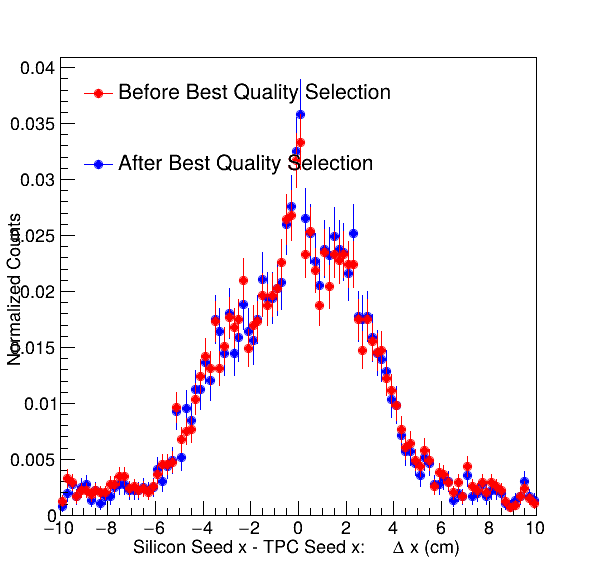 0.04
Before Best Quality Selection
0.035
After Best Quality Selection
0.03
0.025
Normalized Counts
0.02
0.015
0.01
0.005
0
−10 −8 −6 −4 −2 0 2 4 6 8 10
Silicon Seed x - TPC Seed x: Δ x (cm)